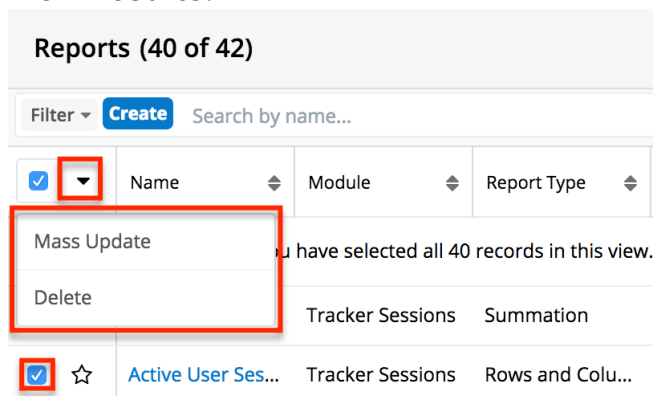 Reports (40 of 42)
Filter Create Search by name...
Name Module Report Type
Mass Update
have selected all 40 records in this view.
Delete
Tracker Sessions Summation
Active User Ses... Tracker Sessions Rows and Colu...